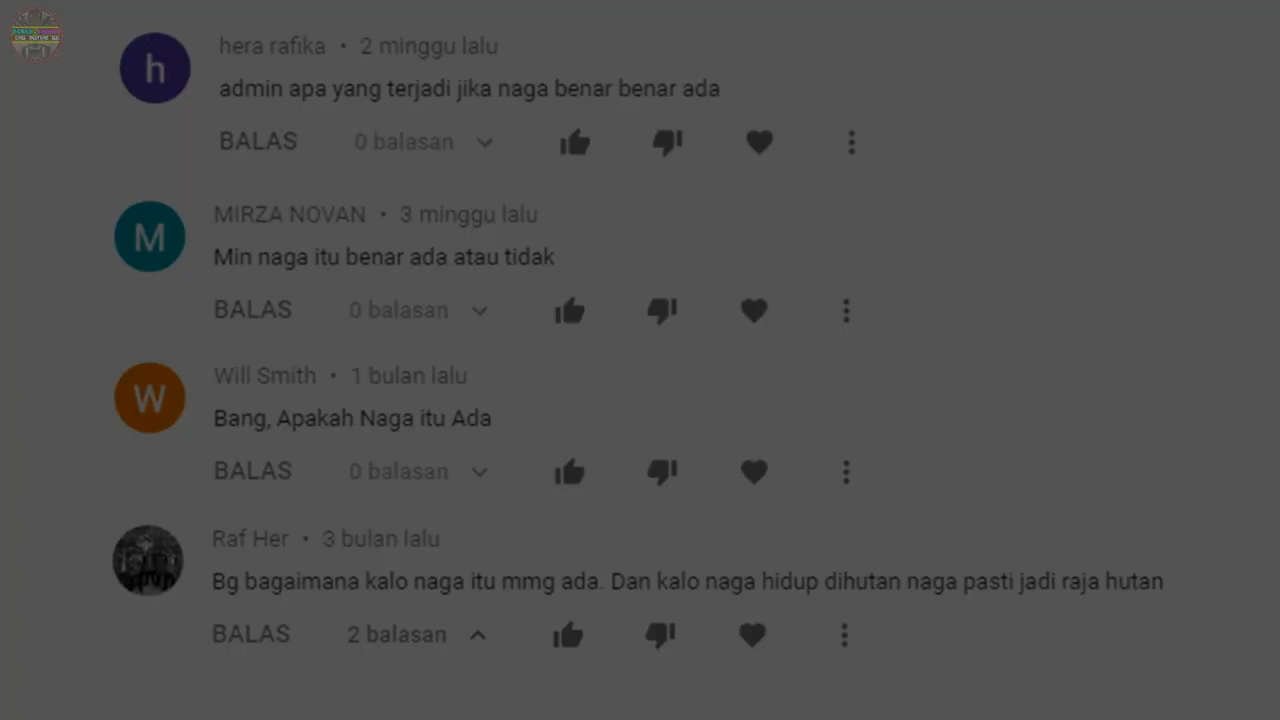 hera rafika • 2 minggu lalu
admin apa yang terjadi jika naga benar benar ada
BALAS 0 balasan
MIRZA NOVAN • 3 minggu lalu
Min naga itu benar ada atau tidak
BALAS 0 balasan
Will Smith • 1 bulan lalu
Bang, Apakah Naga itu Ada
BALAS 0 balasan
Raf Her • 3 bulan lalu
Bg bagaimana kalo naga itu mmg ada. Dan kalo naga hidup dihutan naga pasti jadi raja hutan
BALAS 2 balasan
h
M
W